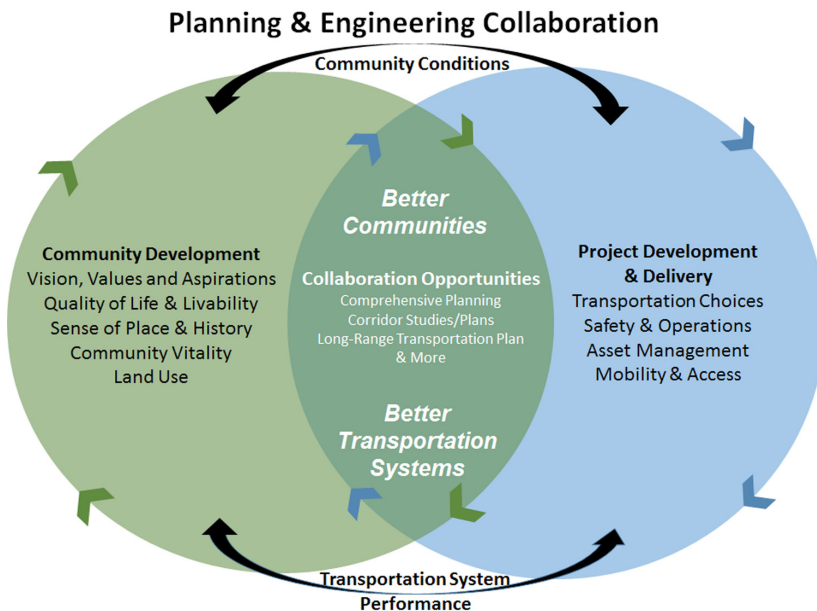 Planning & Engineering Collaboration
Community Conditions
Community Development
Vision, Values and Aspirations
Quality of Life & Livability
Sense of Place & History
Community Vitality
Land Use
Better
Communities
Collaboration Opportunities
Comprehensive Planning
Corridor Studies/Plans
Long-Range Transportation Plan
& More
Better
Transportation
Systems
Project Development
& Delivery
Transportation Choices
Safety & Operations
Asset Management
Mobility & Access
Transportation System
Performance